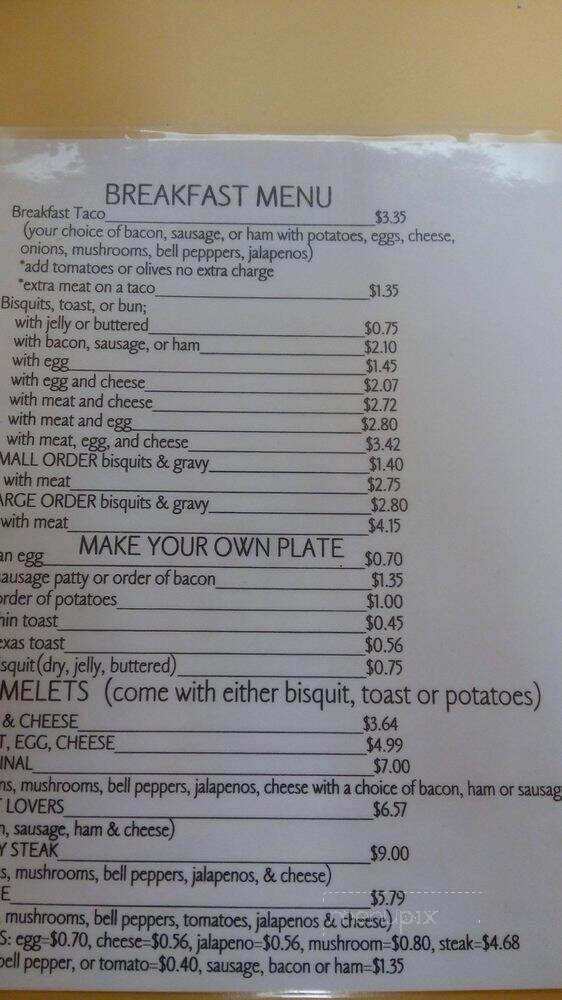 BREAKFAST MENU
Breakfast Taco $3.35
(your choice of bacon, sausage, or ham with potatoes, eggs, cheese,
onions, mushrooms, bell pepppers, jalapenos)
*add tomatoes or olives no extra charge
*extra meat on a taco $1.35
Bisquits, toast, or bun;
with jelly or buttered $0.75
with bacon, sausage, or ham $2.10
with egg $1.45
with egg and cheese $2.07
with meat and cheese $2.72
with meat and egg $2.80
with meat, egg, and cheese $3.42
MALL ORDER bisquits & gravy $1.40
with meat $2.75
ARGE ORDER bisquits & gravy $2.80
with meat $4.15
MAKE YOUR OWN PLATE
an egg $0.70
ausage patty or order of bacon $1.35
order of potatoes $1.00
hin toast $0.45
exas toast $0.56
squit (dry, jelly, buttered) $0.75
MELETS (come with either bisquit, toast or potatoes)
& CHEESE $3.64
T, EGG, CHEESE $4.99
INAL $7.00
ns, mushrooms, bell peppers, jalapenos, cheese with a choice of bacon, ham or sausag
T LOVERS $6.57
n, sausage, ham & cheese)
Y STEAK $9.00
s, mushrooms, bell peppers, jalapenos, & cheese)
E $5.79
mushrooms, bell peppers, tomatoes, jalapenos & cheese)
S: egg=$0.70, cheese=$0.56, jalapeno=$0.56, mushroom=$0.80, steak=$4.68
bell pepper, or tomato=$0.40, sausage, bacon or ham=$1.35
menupix